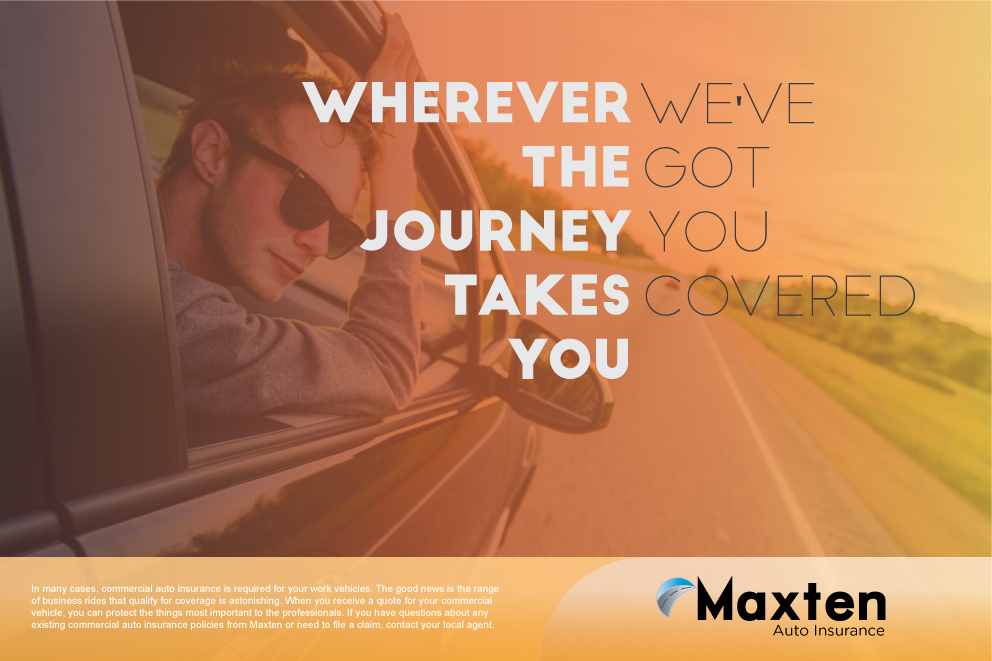 WHEREVER
THE
JOURNEY
TAKES
YOU
WE'VE
GOT
YOU
COVERED
In many cases, commercial auto insurance is required for your work vehicles. The good news is the range
of business rides that qualify for coverage is astonishing. When you receive a quote for your commercial
vehicle, you can protect the things most important to the professionals. If you have questions about any
existing commercial auto insurance policies from Maxten or need to file a claim, contact your local agent.
Maxten
Auto Insurance